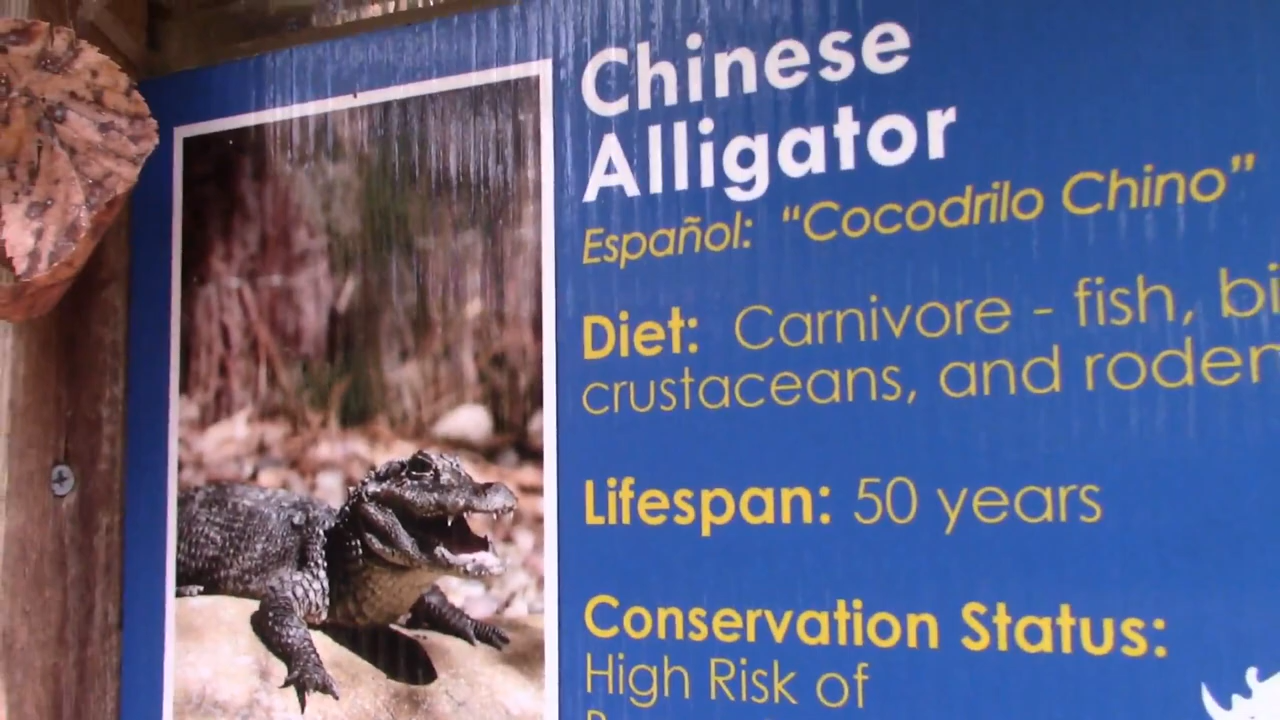 Chinese
Alligator
Español: “Cocodrilo Chino”
Diet: Carnivore - fish,
crustaceans, and
Lifespan: 50 years
Conservation Status:
High Risk of